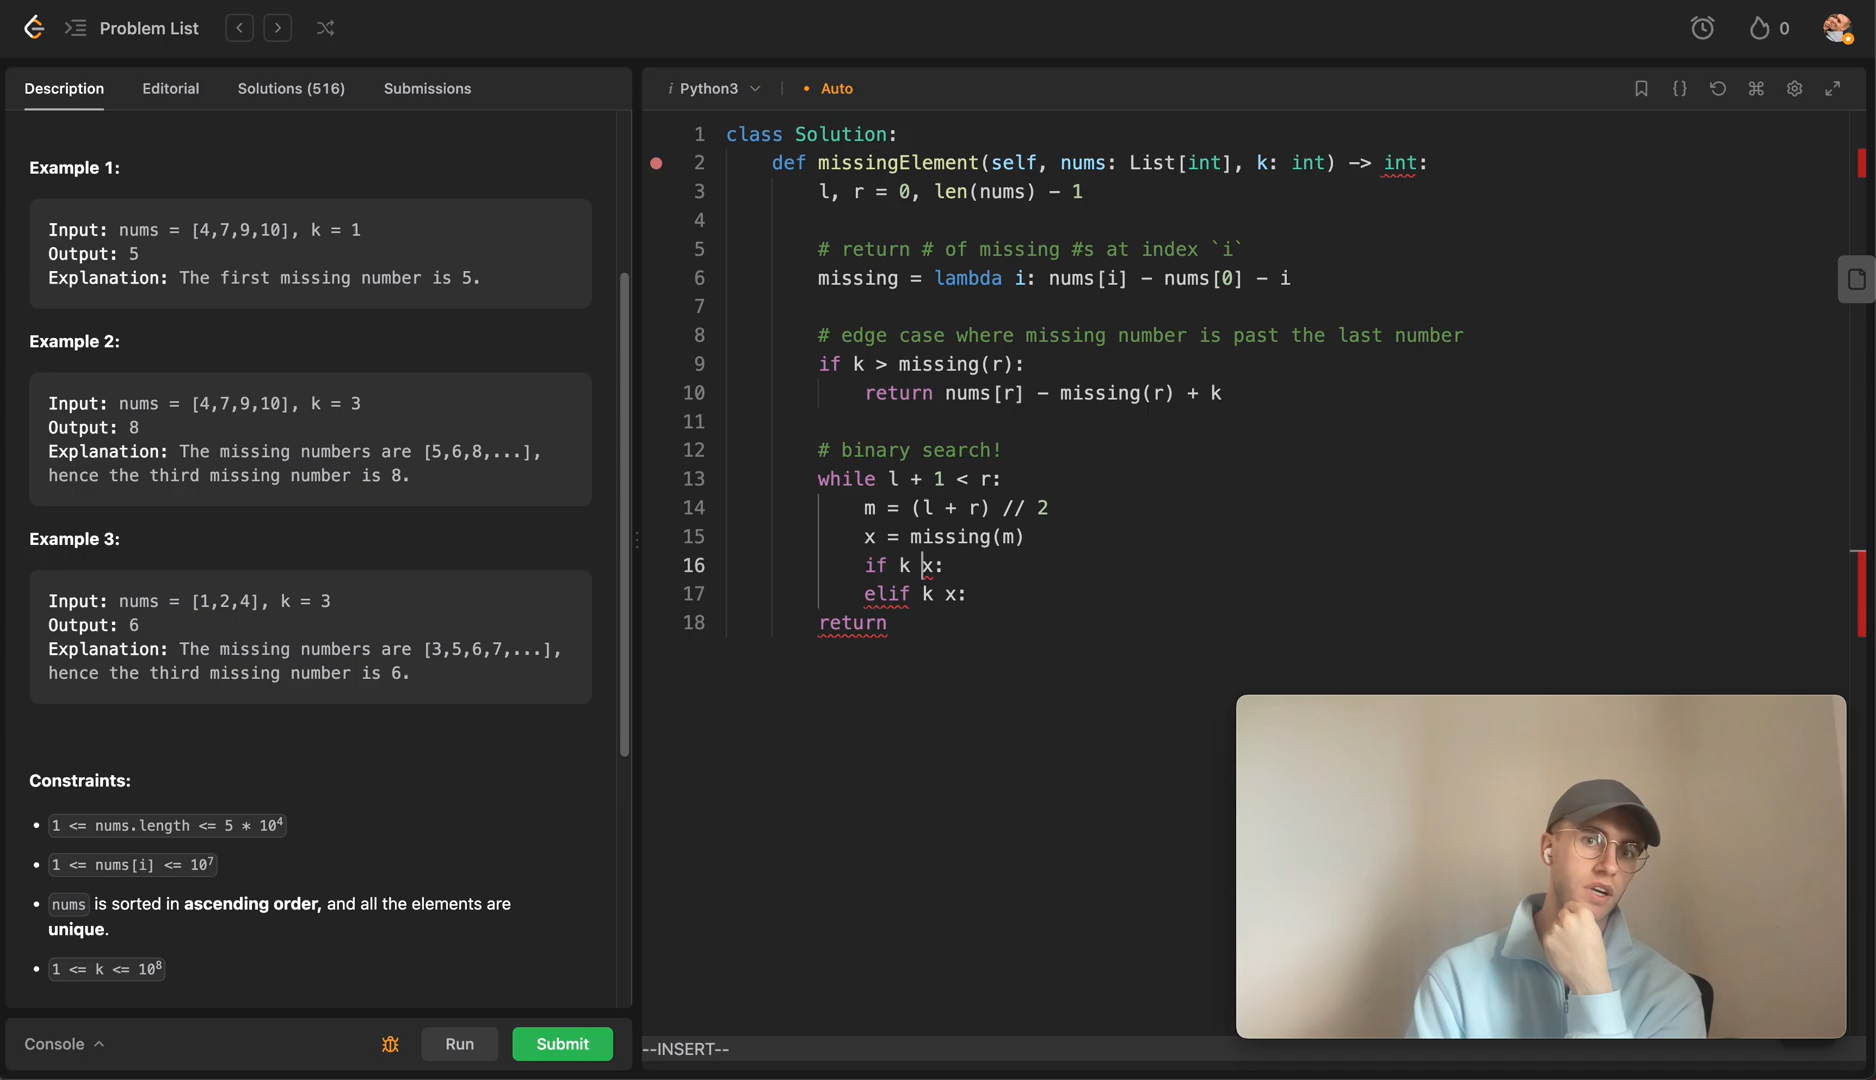 Problem List
0
Description
Editorial
Solutions (516)
Submissions
Example 1:
Input: nums = [4,7,9,10], k = 1
Output: 5
Explanation: The first missing number is 5.
Example 2:
Input: nums = [4,7,9,10], k = 3
Output: 8
Explanation: The missing numbers are [5,6,8,...],
hence the third missing number is 8.
Example 3:
Input: nums = [1,2,4], k = 3
Output: 6
Explanation: The missing numbers are [3,5,6,7,...],
hence the third missing number is 6.
Constraints:
1 <= nums.length <= 5 * 10⁴
1 <= nums[i] <= 10⁷
nums is sorted in ascending order, and all the elements are
unique.
1 <= k <= 10⁸
Console
Run
Submit
i Python3
• Auto
{}
1 class Solution:
2 def missingElement(self, nums: List[int], k: int) -> int:
3 l, r = 0, len(nums) - 1
4
5 # return # of missing #s at index `i`
6 missing = lambda i: nums[i] - nums[0] - i
7
8 # edge case where missing number is past the last number
9 if k > missing(r):
10 return nums[r] - missing(r) + k
11
12 # binary search!
13 while l + 1 < r:
14 m = (l + r) // 2
15 x = missing(m)
16 if k x:
17 elif k x:
18 return
--INSERT--